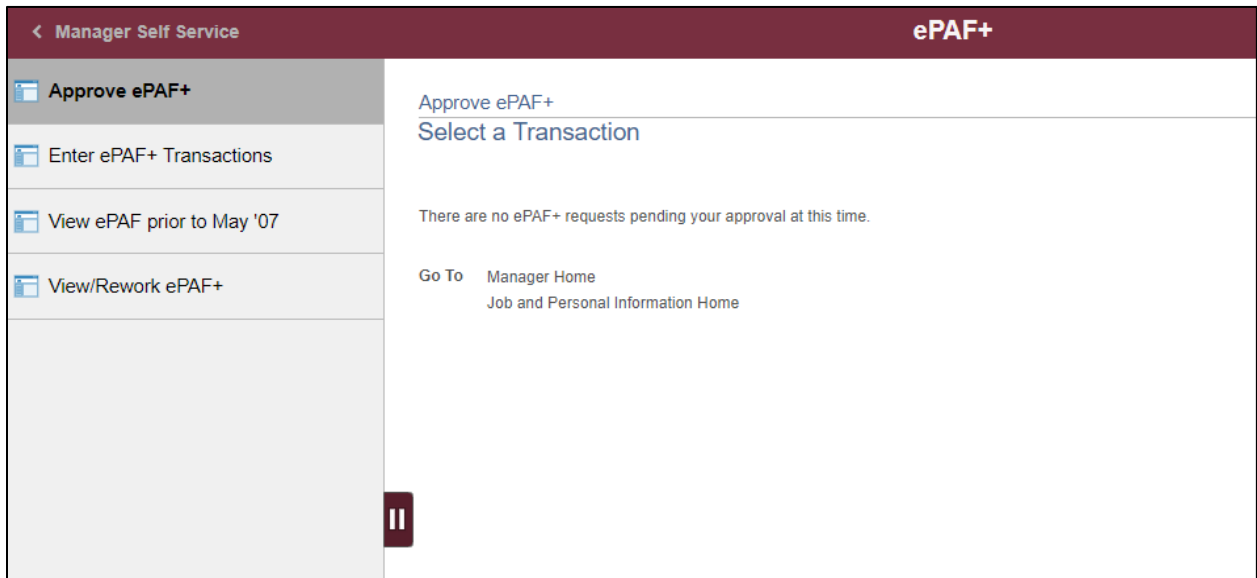 Manager Self Service
ePAF+
Approve ePAF+
Enter ePAF+ Transactions
View ePAF prior to May '07
View/Rework ePAF+
Approve ePAF+
Select a Transaction
There are no ePAF+ requests pending your approval at this time.
Go To Manager Home
Job and Personal Information Home